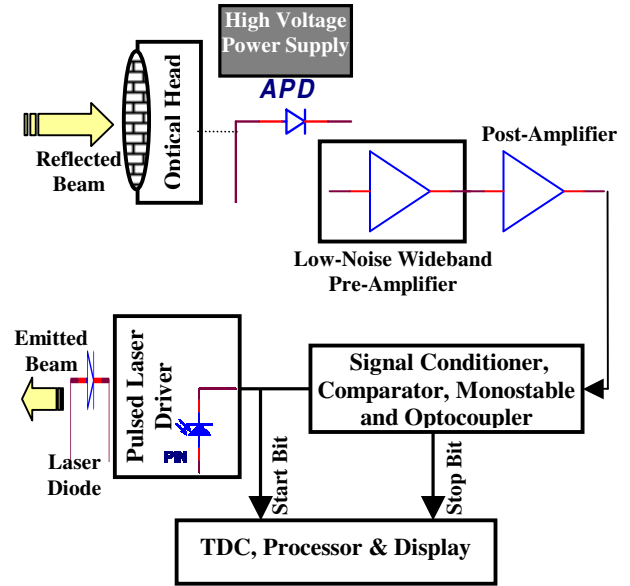 High Voltage
Power Supply
APD
Optical Head
Reflected
Beam
Post-Amplifier
Low-Noise Wideband
Pre-Amplifier
Emitted
Beam
Pulsed Laser
Driver
PIN
Laser
Diode
Signal Conditioner,
Comparator, Monostable
and Optocoupler
Start Bit
Stop Bit
TDC, Processor & Display